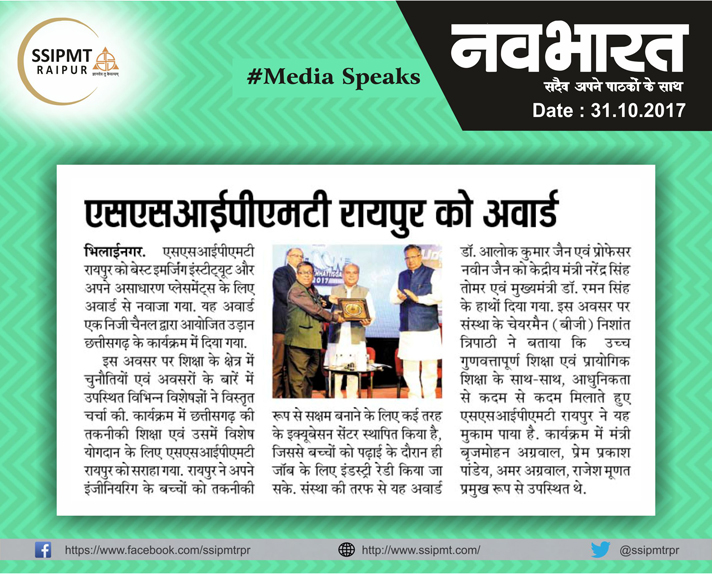 SSIPMT
RAIPUR
#Media Speaks
नवभारत
सदैव अपने पाठकों के साथ
Date : 31.10.2017
एसएसआईपीएमटी रायपुर को अवार्ड
भिलाईनगर. एसएसआईपीएमटी
रायपुर को बेस्ट इमर्जिंग इंस्टीट्यूट और
अपने असाधारण प्लेसमेंट्स के लिए
अवार्ड से नवाजा गया. यह अवार्ड
एक निजी चैनल द्वारा आयोजित उड़ान
छत्तीसगढ़ के कार्यक्रम में दिया गया.
इस अवसर पर शिक्षा के क्षेत्र में
चुनौतियों एवं अवसरों के बारे में
उपस्थित विभिन्न विशेषज्ञों ने विस्तृत
चर्चा की. कार्यक्रम में छत्तीसगढ़ की
तकनीकी शिक्षा एवं उसमें विशेष
योगदान के लिए एसएसआईपीएमटी
रायपुर को सराहा गया. रायपुर ने अपने
इंजीनियरिंग के बच्चों को तकनीकी
2017
रूप से सक्षम बनाने के लिए कई तरह
के इक्यूबेसन सेंटर स्थापित किया है,
जिससे बच्चों को पढ़ाई के दौरान ही
जॉब के लिए इंडस्ट्री रेडी किया जा
सके. संस्था की तरफ से यह अवार्ड
डॉ. आलोक कुमार जैन एवं प्रोफेसर
नवीन जैन को केंद्रीय मंत्री नरेंद्र सिंह
तोमर एवं मुख्यमंत्री डॉ. रमन सिंह
के हाथों दिया गया. इस अवसर पर
संस्था के चेयरमैन (बीजी) निशांत
त्रिपाठी ने बताया कि उच्च
गुणवत्तापूर्ण शिक्षा एवं प्रायोगिक
शिक्षा के साथ-साथ, आधुनिकता
से कदम से कदम मिलाते हुए
एसएसआईपीएमटी रायपुर ने यह
मुकाम पाया है. कार्यक्रम में मंत्री
बृजमोहन अग्रवाल, प्रेम प्रकाश
पांडेय, अमर अग्रवाल, राजेश मूणत
प्रमुख रूप से उपस्थित थे.
https://www.facebook.com/ssipmtrpr
http://www.ssipmt.com/
@ssipmtrpr